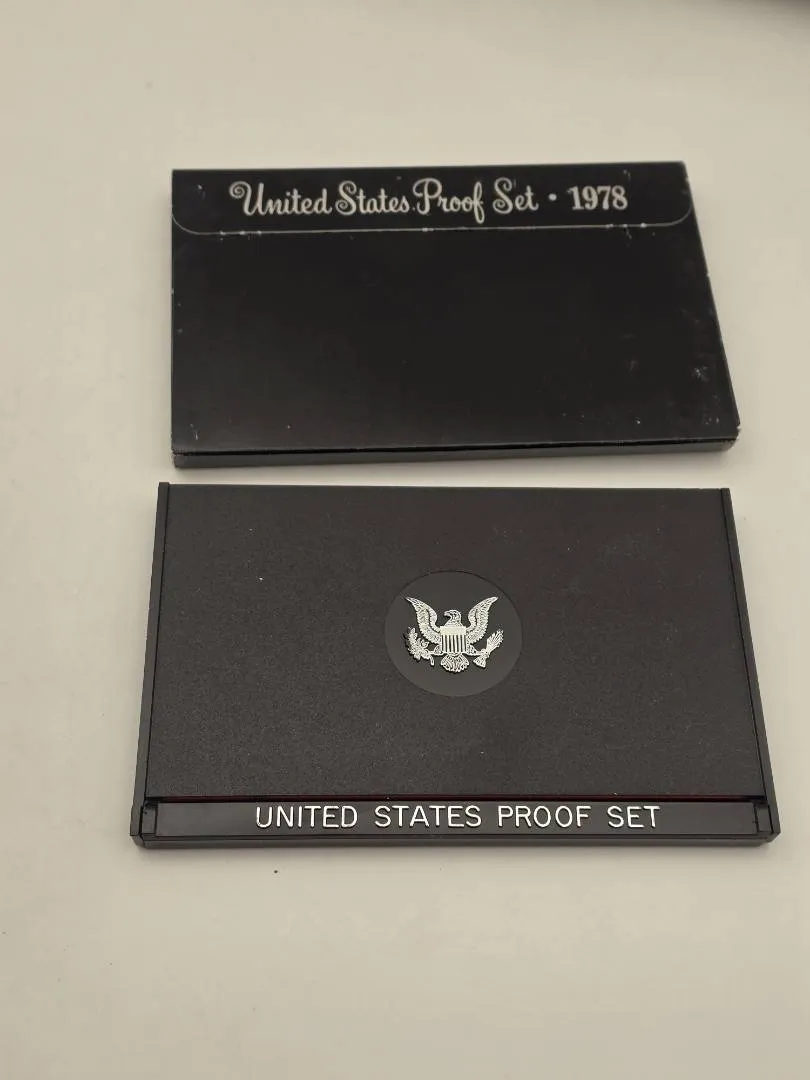 United States Proof Set · 1978
UNITED STATES PROOF SET